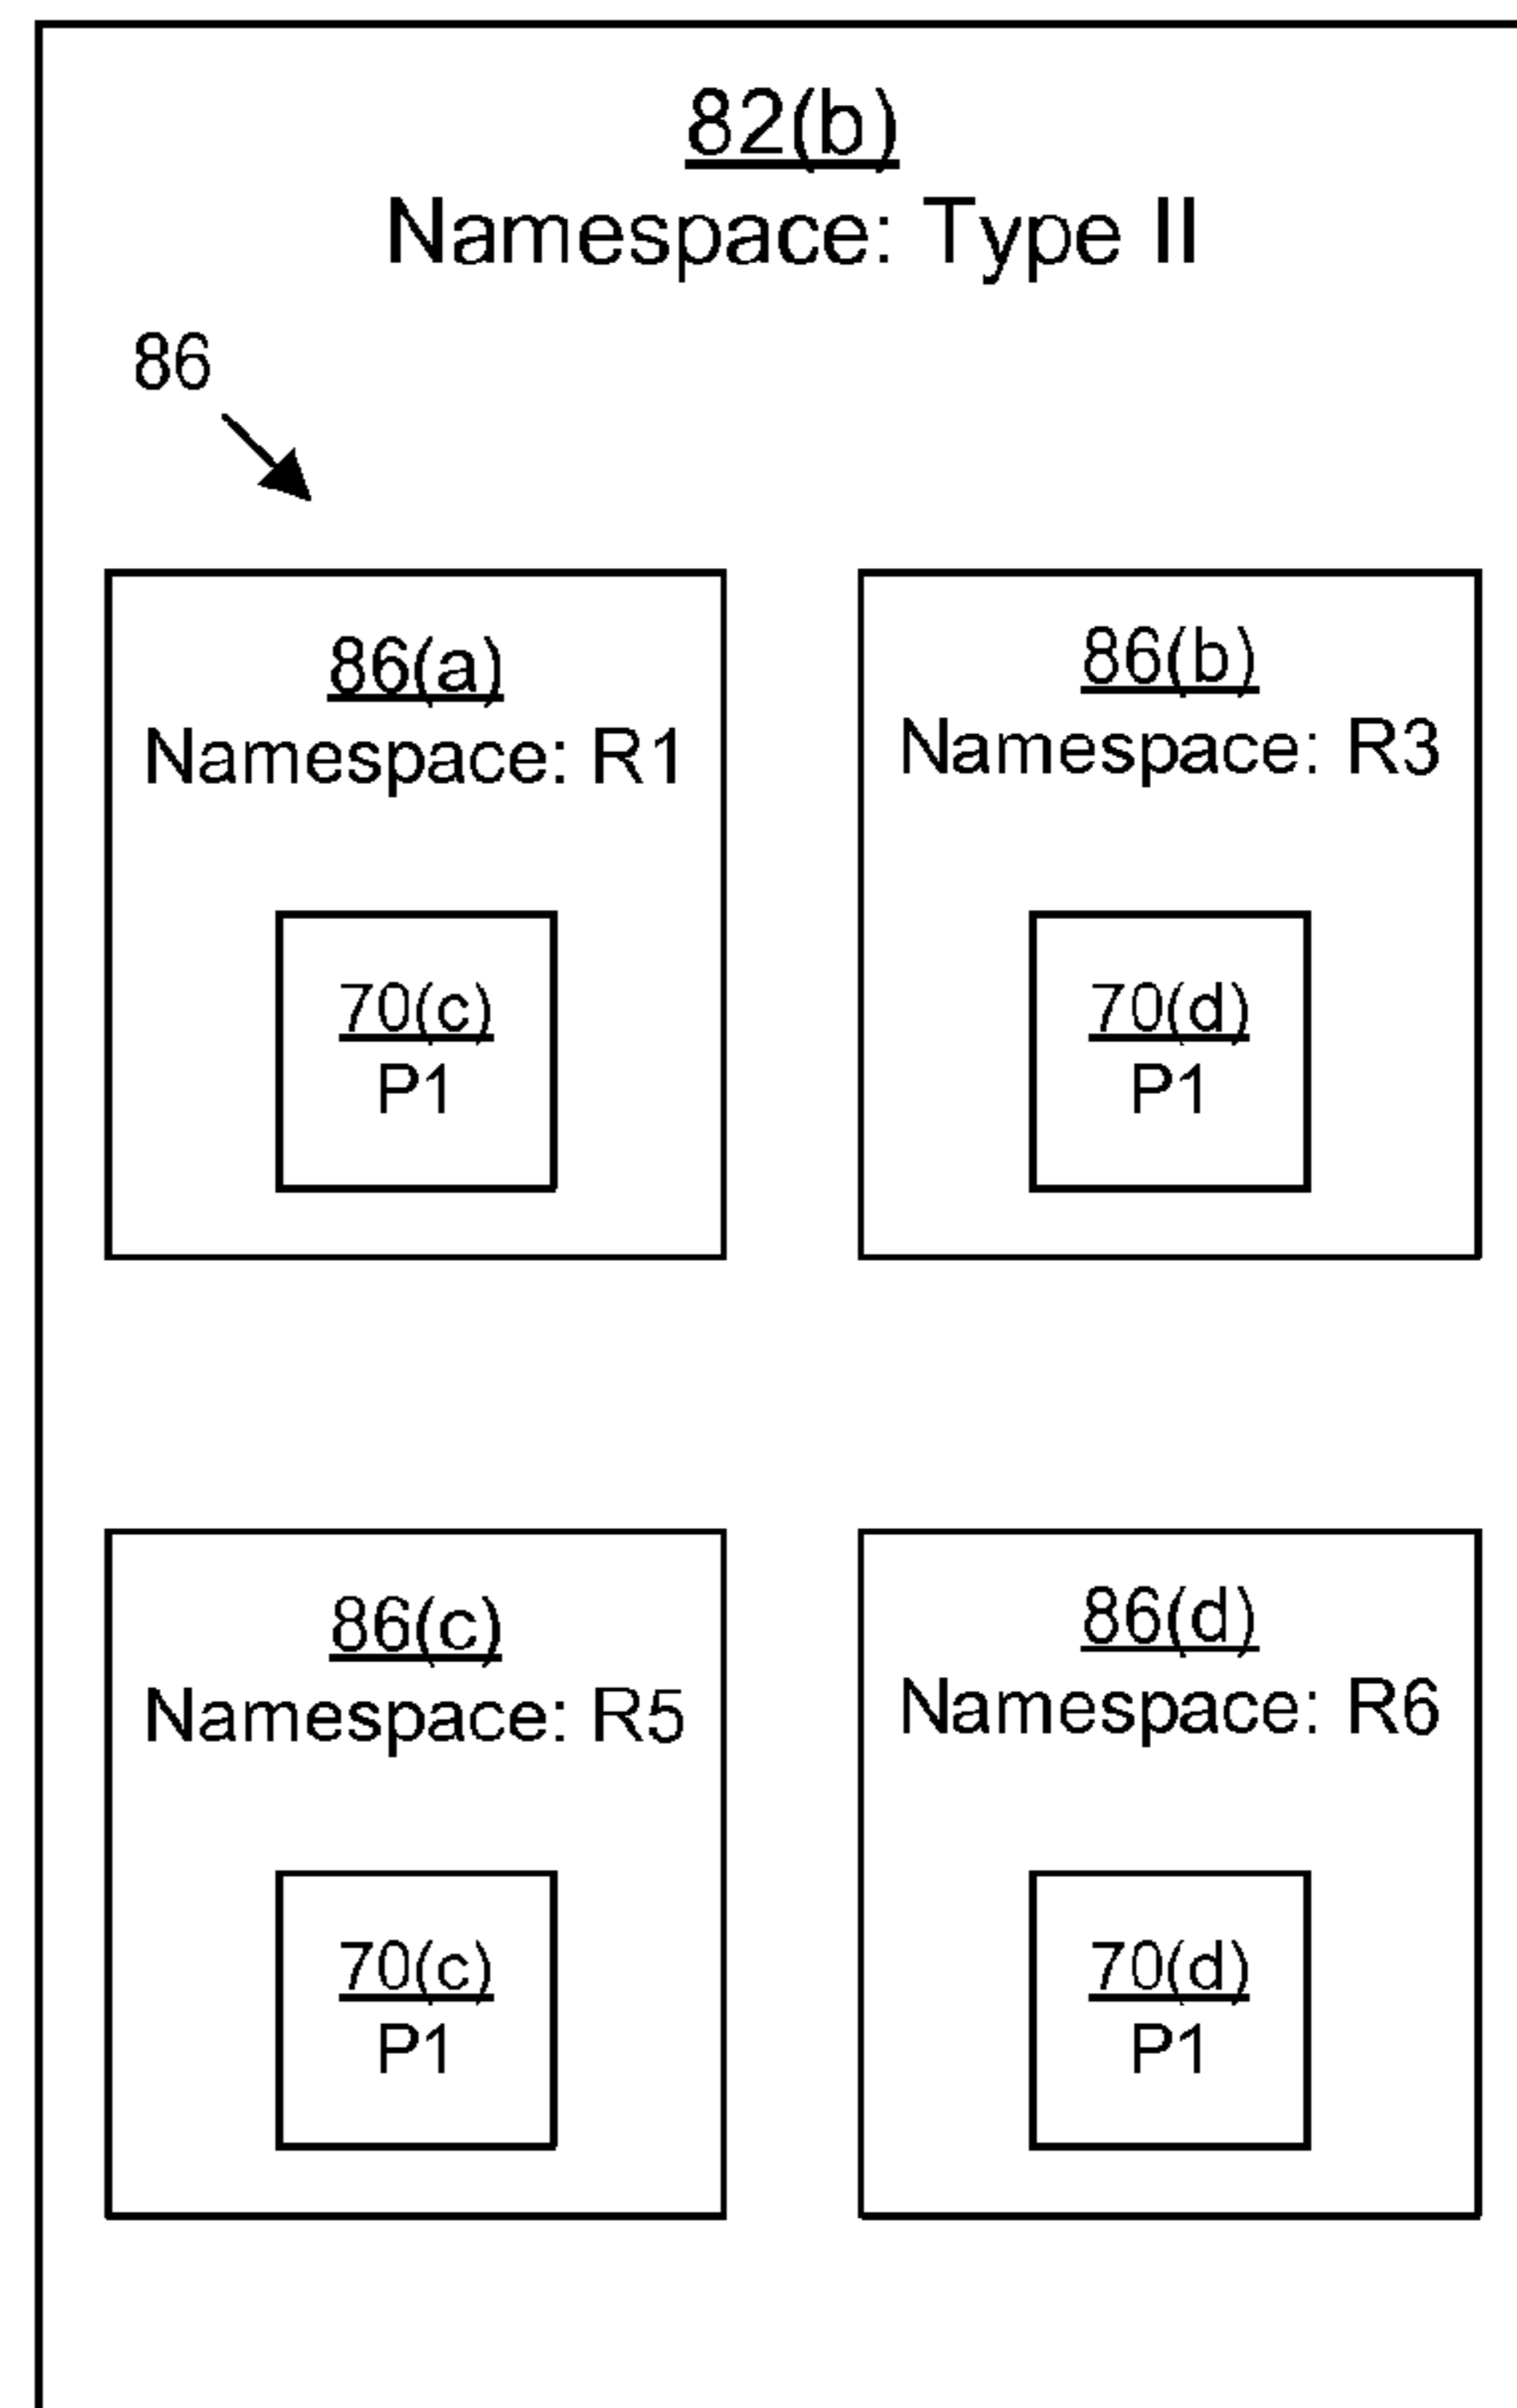 82(b)
Namespace: Type II
86
86(a)
Namespace: R1
70(c)
P1
86(b)
Namespace: R3
70(d)
P1
86(c)
Namespace: R5
70(c)
P1
86(d)
Namespace: R6
70(d)
P1